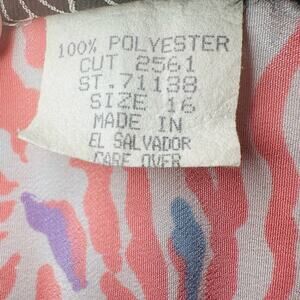 100% POLYESTER
CUT 2561
ST. 71138
SIZE 16
MADE IN
EL SALVADOR
CARE OVER